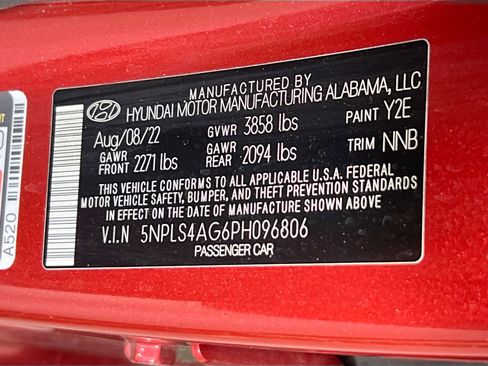 MANUFACTURED BY
HYUNDAI MOTOR MANUFACTURING ALABAMA, LLC
Aug/08/22 GVWR 3858 lbs PAINT Y2E
GAWR FRONT 2271 lbs GAWR REAR 2094 lbs TRIM NNB
THIS VEHICLE CONFORMS TO ALL APPLICABLE U.S.A. FEDERAL
MOTOR VEHICLE SAFETY, BUMPER, AND THEFT PREVENTION STANDARDS
IN EFFECT ON THE DATE OF MANUFACTURE SHOWN ABOVE
V.I.N 5NPLS4AG6PH096806
PASSENGER CAR
A520